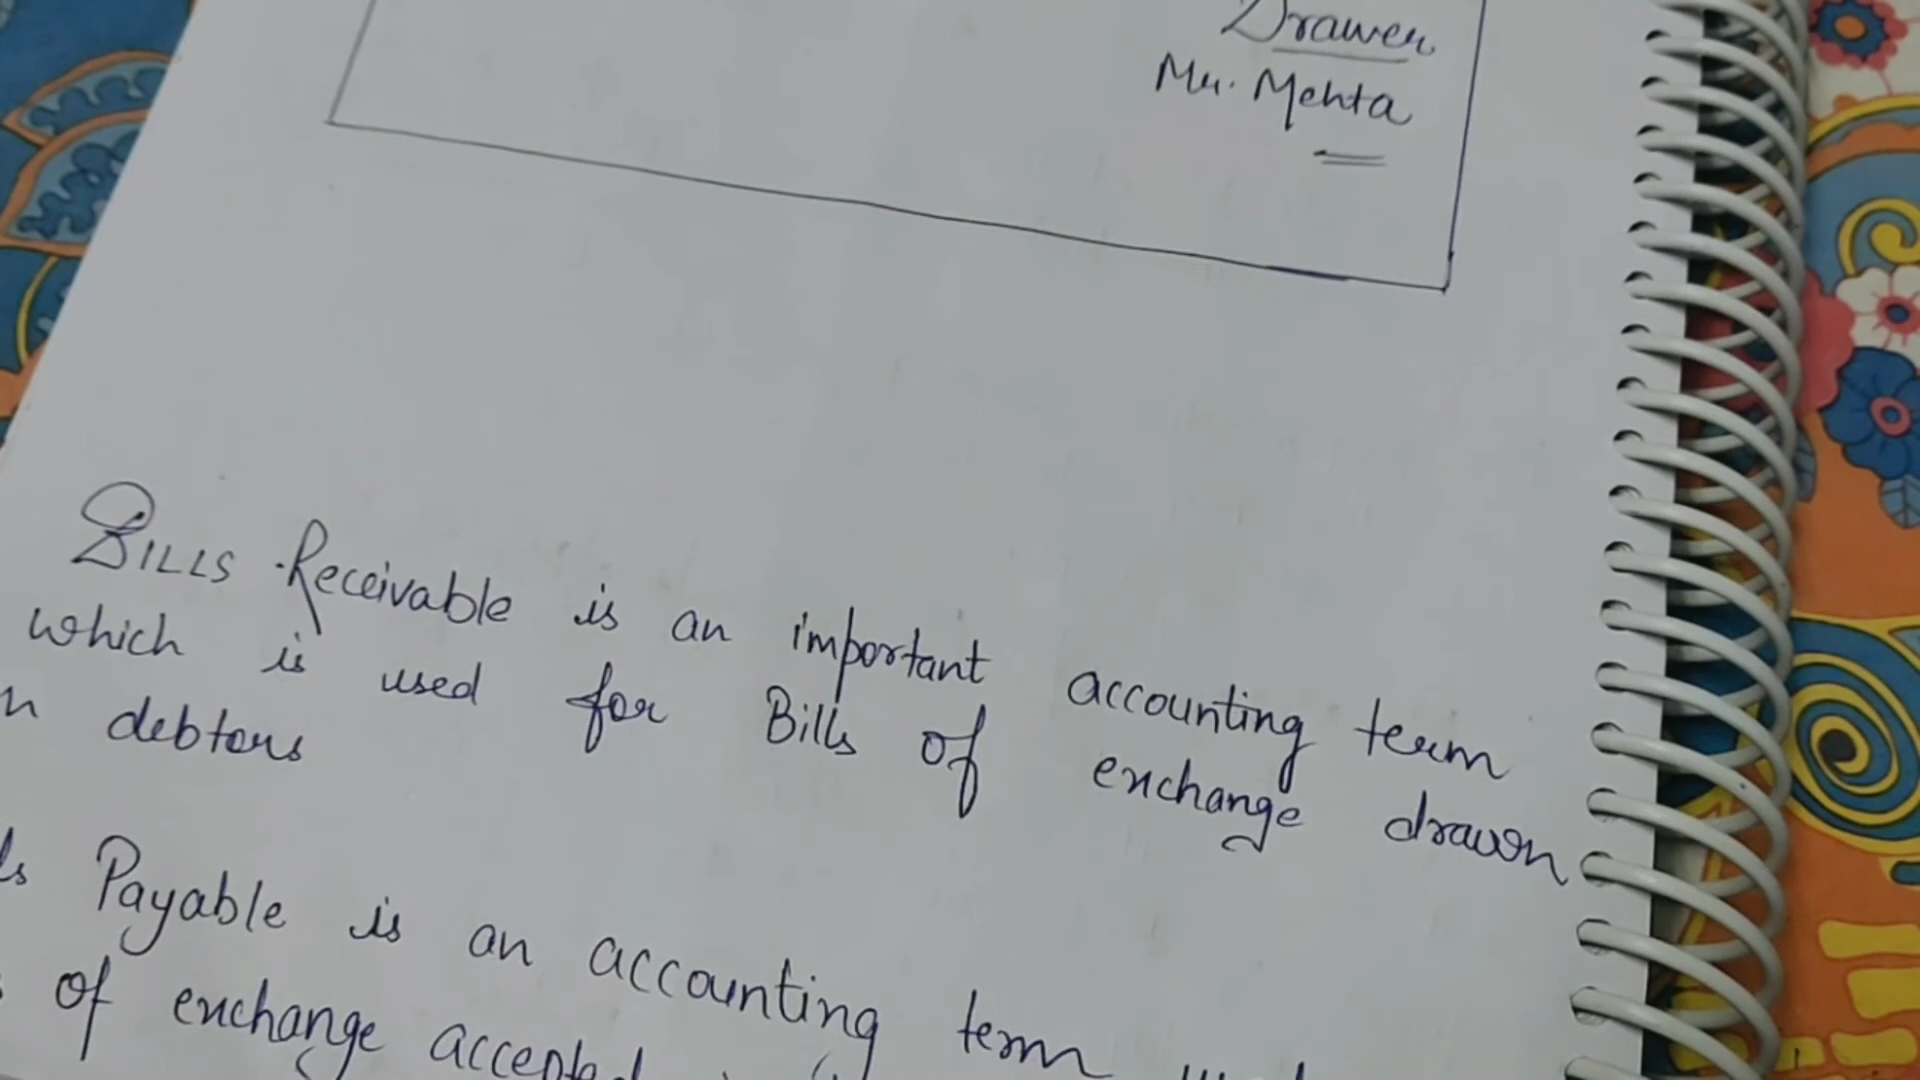 Drawer
Mr. Mehta
BILLS Receivable is an important accounting term
which is used for Bills of exchange drawn
debtors
Payable is an accounting term
of exchange accepted